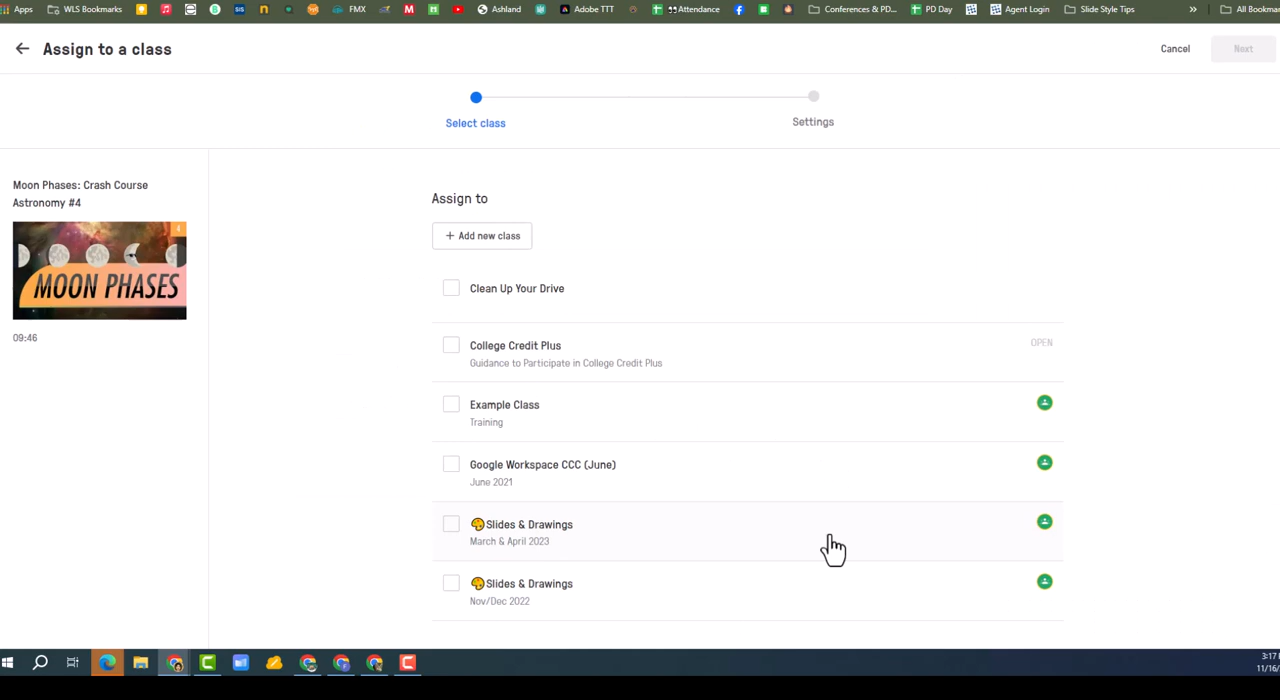 Apps WLS Bookmarks SIS n FMX M Ashland Adobe TTT Attendance Conferences & PD... PD Day Agent Login Slide Style Tips » All Bookmar
← Assign to a class Cancel Next
Select class Settings
Moon Phases: Crash Course
Astronomy #4
4
MOON PHASES
09:46
Assign to
+ Add new class
Clean Up Your Drive
College Credit Plus OPEN
Guidance to Participate in College Credit Plus
Example Class
Training
Google Workspace CCC (June)
June 2021
🎨Slides & Drawings
March & April 2023
🎨Slides & Drawings
Nov/Dec 2022
3:17
11/16/